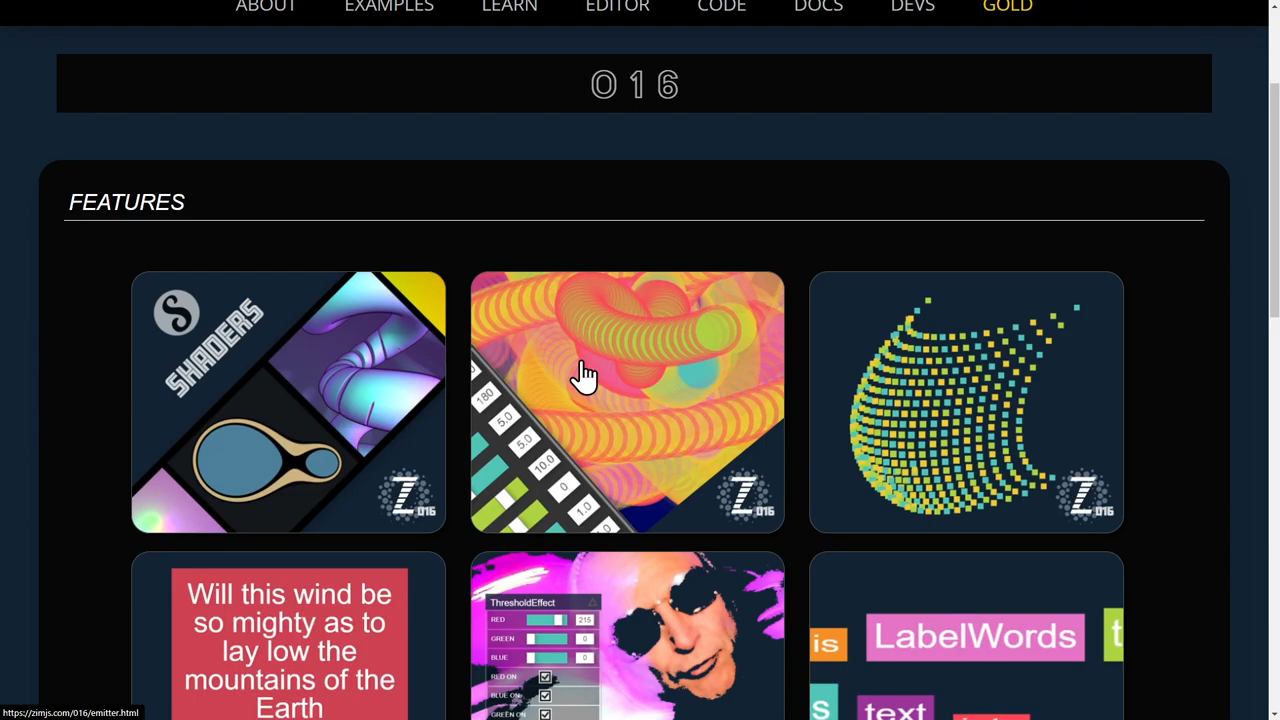 ABOUT EXAMPLES LEARN EDITOR CODE DOCS DEVS GOLD
016
FEATURES
S
SHADERS
Z 016
180
5.0
5.0
10.0
0
1.0
Z 016
Z 016
Will this wind be
so mighty as to
lay low the
mountains of the
Earth
ThresholdEffect
RED 215
GREEN 0
BLUE 0
RED ON
BLUE ON
GREEN ON
is LabelWords t
s text
https://zimjs.com/016/emitter.html